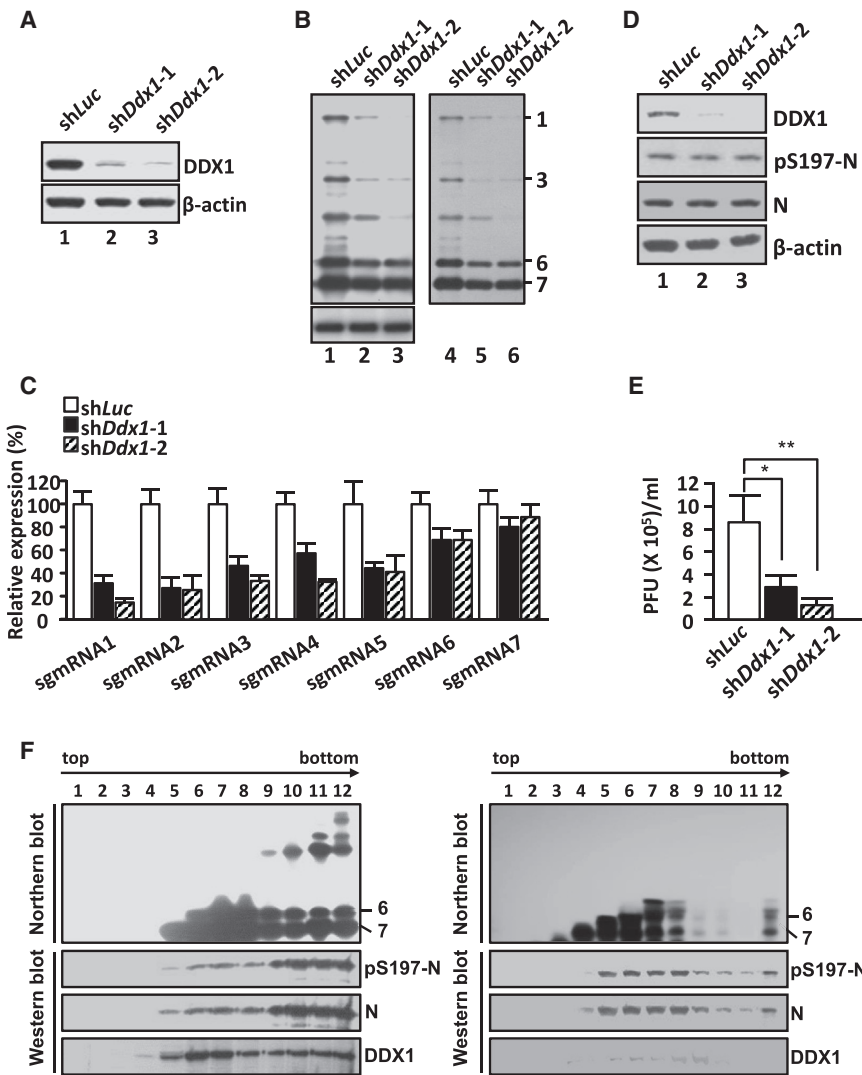 A
shLuc
shDdx1-1
shDdx1-2
DDX1
β-actin
1 2 3
B
shLuc
shDdx1-1
shDdx1-2
shLuc
shDdx1-1
shDdx1-2
1
3
6
7
1 2 3 4 5 6
D
shLuc
shDdx1-1
shDdx1-2
DDX1
pS197-N
N
β-actin
1 2 3
C
shLuc
shDdx1-1
shDdx1-2
Relative expression (%)
120
100
80
60
40
20
0
sgmRNA1
sgmRNA2
sgmRNA3
sgmRNA4
sgmRNA5
sgmRNA6
sgmRNA7
E
**
*
PFU (X 10⁵)/ml
12
10
8
6
4
2
0
shLuc
shDdx1-1
shDdx1-2
F
top bottom
1 2 3 4 5 6 7 8 9 10 11 12
Northern blot
6
7
Western blot
pS197-N
N
DDX1
top bottom
1 2 3 4 5 6 7 8 9 10 11 12
Northern blot
6
7
Western blot
pS197-N
N
DDX1